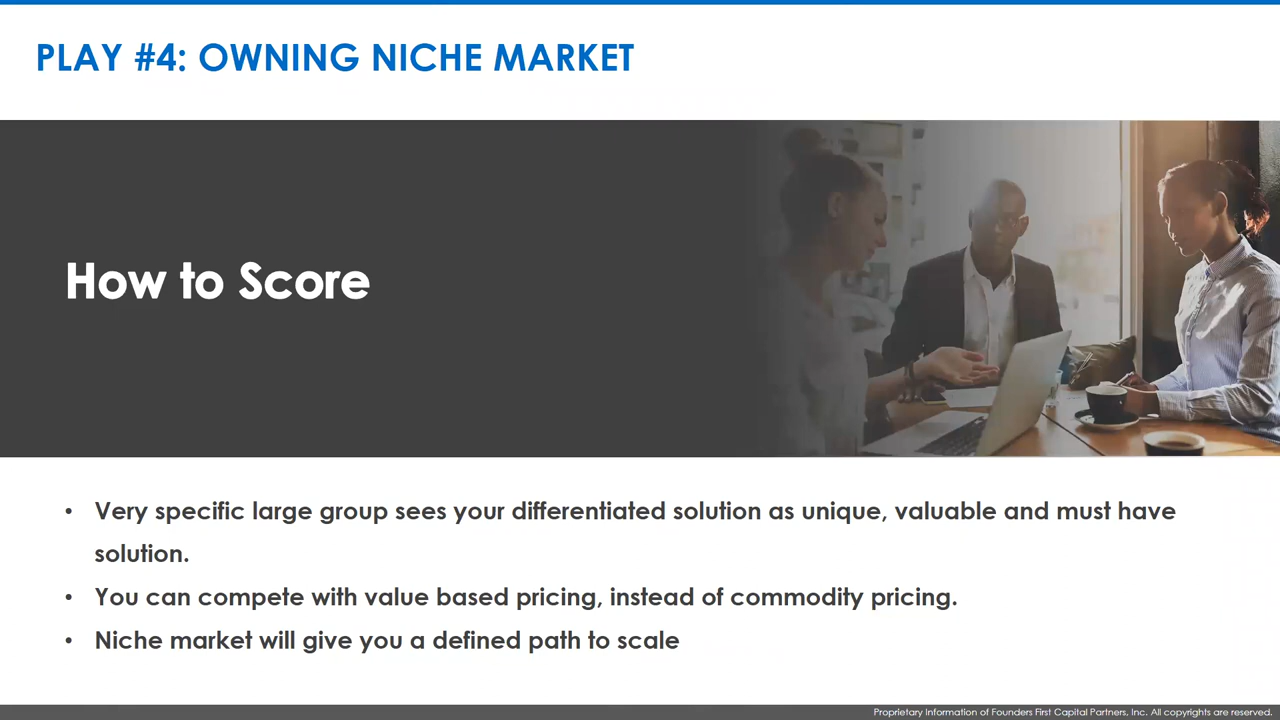 PLAY #4: OWNING NICHE MARKET
How to Score
• Very specific large group sees your differentiated solution as unique, valuable and must have
solution.
• You can compete with value based pricing, instead of commodity pricing.
• Niche market will give you a defined path to scale
Proprietary Information of Founders First Capital Partners, Inc. All copyrights are reserved.